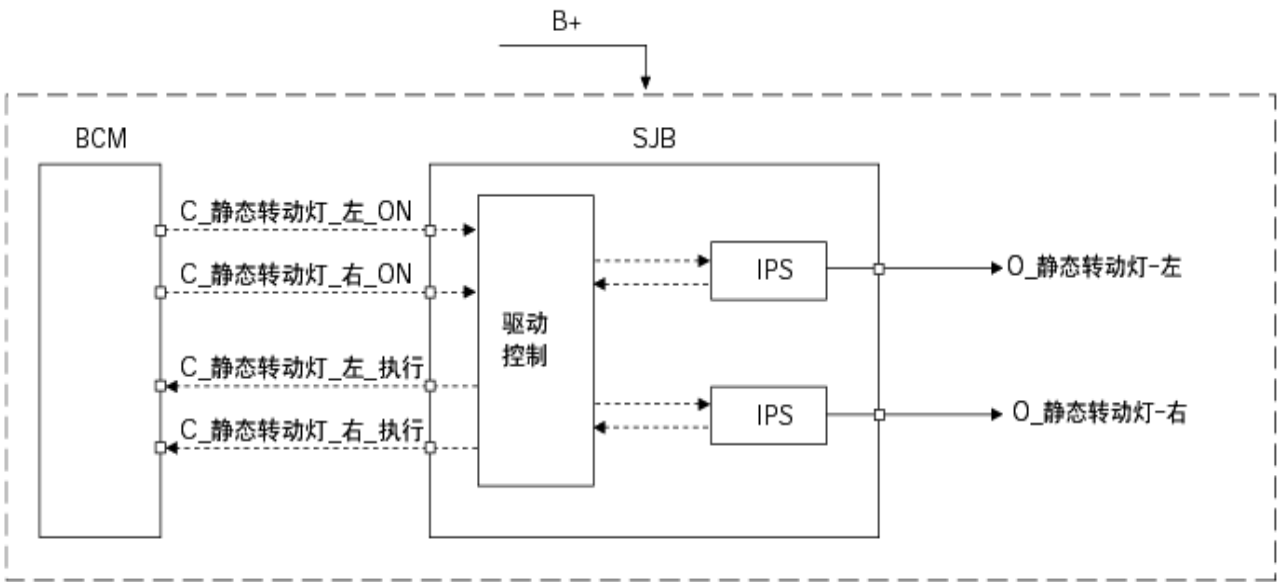 B+
BCM
SJB
C_静态转动灯_左_ON
C_静态转动灯_右_ON
C_静态转动灯_左_执行
C_静态转动灯_右_执行
驱动
控制
IPS
IPS
O_静态转动灯-左
O_静态转动灯-右